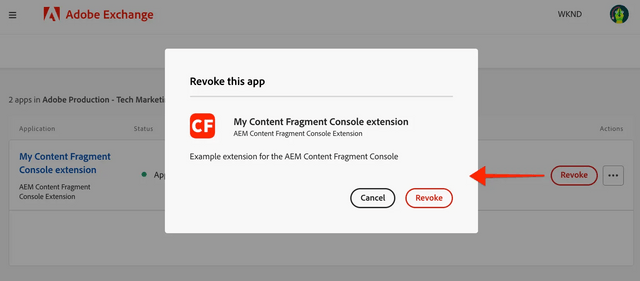 Adobe Exchange
WKND
Revoke this app
2 apps in Adobe Production - Tech Marketi
Application
Status
Actions
CF
My Content Fragment Console extension
AEM Content Fragment Console Extension
Example extension for the AEM Content Fragment Console
My Content Fragment
Console extension
AEM Content Fragment
Console Extension
App
Revoke
Cancel
Revoke